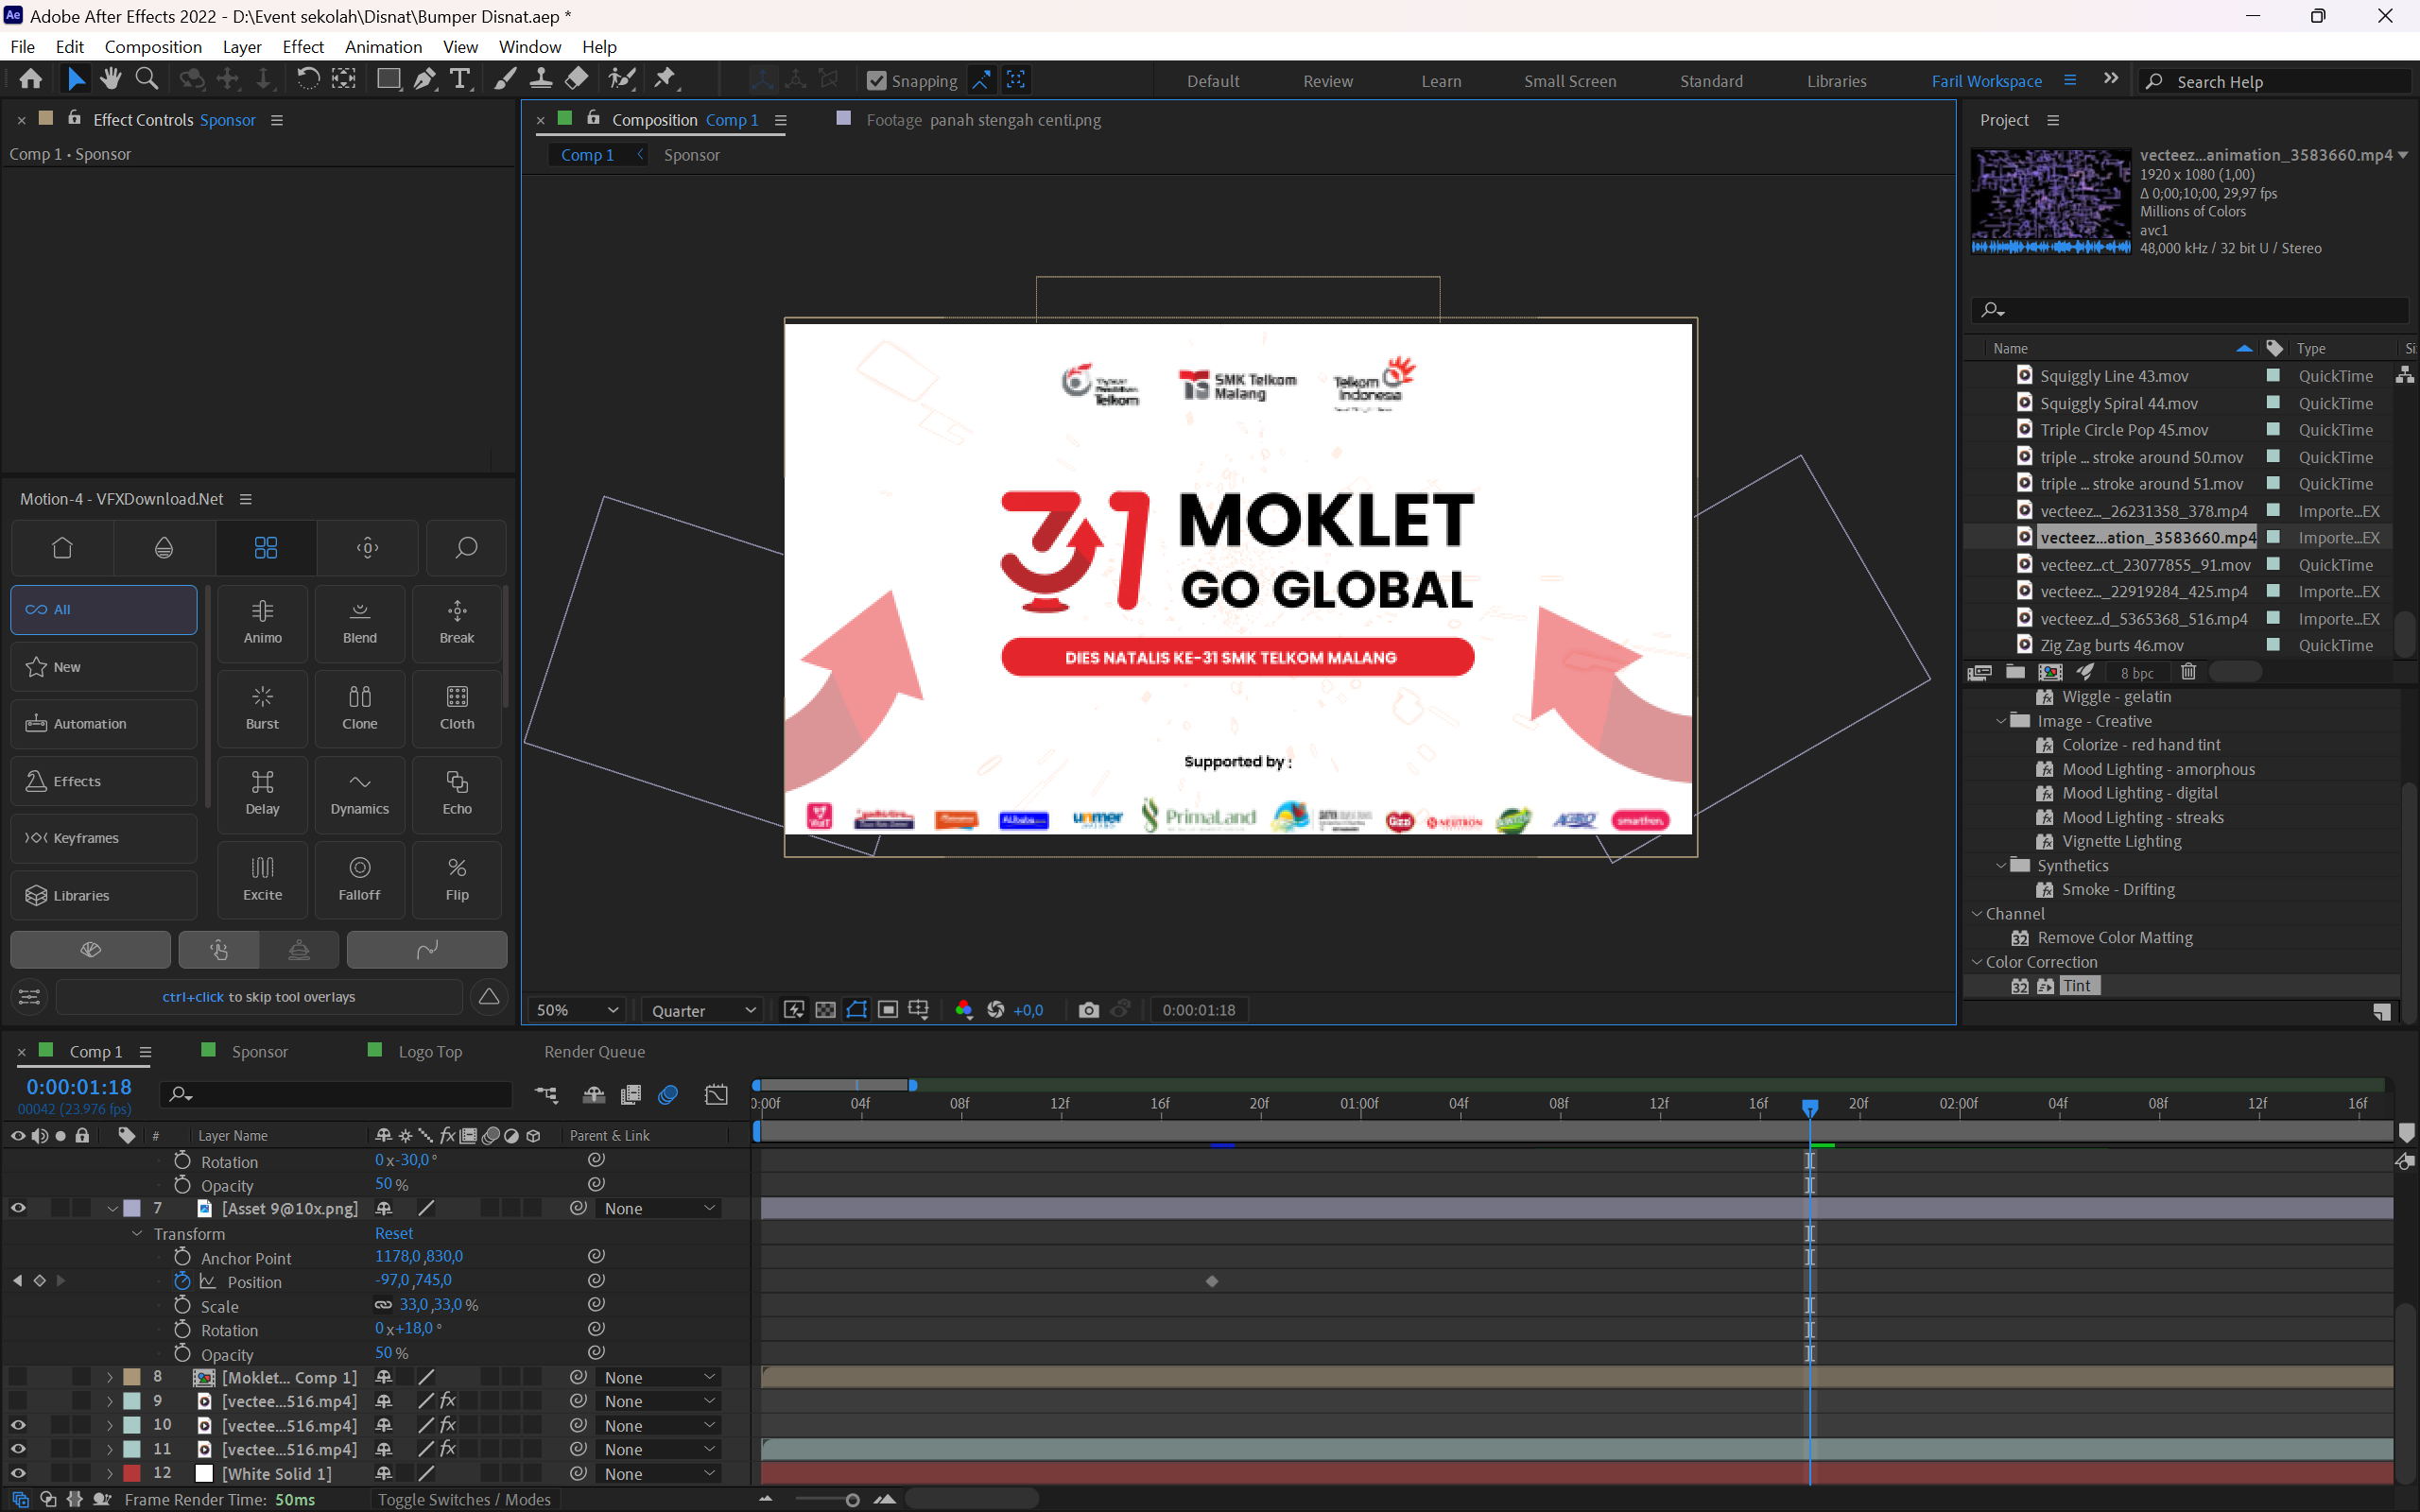 Adobe After Effects 2022 - D:\Event sekolah\Disnat\Bumper Disnat.aep *
File Edit Composition Layer Effect Animation View Window Help
Snapping
Default Review Learn Small Screen Standard Libraries Faril Workspace
Search Help
Effect Controls Sponsor
Comp 1 • Sponsor
Motion-4 - VFXDownload.Net
All
New
Automation
Effects
Keyframes
Libraries
Animo Blend Break
Burst Clone Cloth
Delay Dynamics Echo
Excite Falloff Flip
ctrl+click to skip tool overlays
Composition Comp 1
Footage panah stengah centi.png
Comp 1 Sponsor
Telkom
SMK Telkom
Malang
Telkom
Indonesia
31 MOKLET
GO GLOBAL
DIES NATALIS KE-31 SMK TELKOM MALANG
Supported by :
unmer PrimaLand Gizzi NEUTRON smartfren
50% Quarter +0,0 0:00:01:18
Project
vecteez...animation_3583660.mp4
1920 x 1080 (1,00)
Δ 0;00;10;00, 29,97 fps
Millions of Colors
avc1
48,000 kHz / 32 bit U / Stereo
Name Type Si
Squiggly Line 43.mov QuickTime
Squiggly Spiral 44.mov QuickTime
Triple Circle Pop 45.mov QuickTime
triple ... stroke around 50.mov QuickTime
triple ... stroke around 51.mov QuickTime
vecteez..._26231358_378.mp4 Importe...EX
vecteez...ation_3583660.mp4 Importe...EX
vecteez...ct_23077855_91.mov QuickTime
vecteez..._22919284_425.mp4 Importe...EX
vecteez...d_5365368_516.mp4 Importe...EX
Zig Zag burts 46.mov QuickTime
8 bpc
Wiggle - gelatin
Image - Creative
Colorize - red hand tint
Mood Lighting - amorphous
Mood Lighting - digital
Mood Lighting - streaks
Vignette Lighting
Synthetics
Smoke - Drifting
Channel
32 Remove Color Matting
Color Correction
32 Tint
Comp 1 Sponsor Logo Top Render Queue
0:00:01:18
00042 (23.976 fps)
0:00f 04f 08f 12f 16f 20f 01:00f 04f 08f 12f 16f 20f 02:00f 04f 08f 12f 16f
# Layer Name Parent & Link
Rotation 0x-30,0°
Opacity 50%
7 [Asset 9@10x.png] None
Transform Reset
Anchor Point 1178,0,830,0
Position -97,0,745,0
Scale 33,0,33,0%
Rotation 0x+18,0°
Opacity 50%
8 [Moklet... Comp 1] None
9 [vectee...516.mp4] fx None
10 [vectee...516.mp4] fx None
11 [vectee...516.mp4] fx None
12 [White Solid 1] None
Frame Render Time: 50ms Toggle Switches / Modes